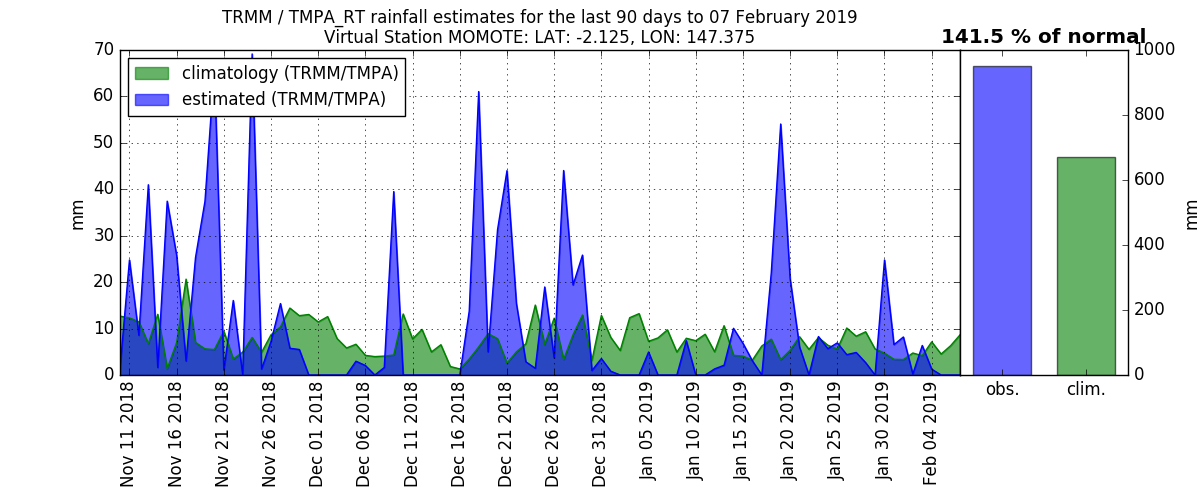 TRMM / TMPA_RT rainfall estimates for the last 90 days to 07 February 2019
Virtual Station MOMOTE: LAT: -2.125, LON: 147.375
141.5 % of normal
climatology (TRMM/TMPA)
estimated (TRMM/TMPA)
mm
70
60
50
40
30
20
10
0
Nov 11 2018
Nov 16 2018
Nov 21 2018
Nov 26 2018
Dec 01 2018
Dec 06 2018
Dec 11 2018
Dec 16 2018
Dec 21 2018
Dec 26 2018
Dec 31 2018
Jan 05 2019
Jan 10 2019
Jan 15 2019
Jan 20 2019
Jan 25 2019
Jan 30 2019
Feb 04 2019
1000
800
600
400
200
0
mm
obs.
clim.